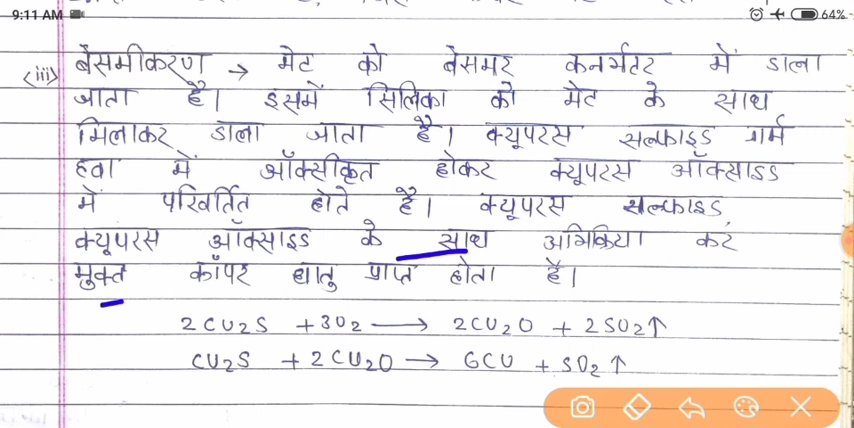 9:11 AM 64%
(iii) बेसमीकरण → मेट को बेसमर कनर्भटर में डाला
जाता है। इसमें सिलिका को मेट के साथ
मिलाकर डाला जाता है। क्यूपरस सल्फाइड गर्म
हवा में ऑक्सीकृत होकर क्यूपरस ऑक्साइड
में परिवर्तित होते है। क्यूपरस सल्फाइड,
क्यूपरस ऑक्साइड के साथ अभिक्रिया कर
मुक्त कॉपर धातु प्राप्त होता है।
2CU₂S + 3O₂ → 2CU₂O + 2SO₂↑
CU₂S + 2CU₂O → 6CU + SO₂↑